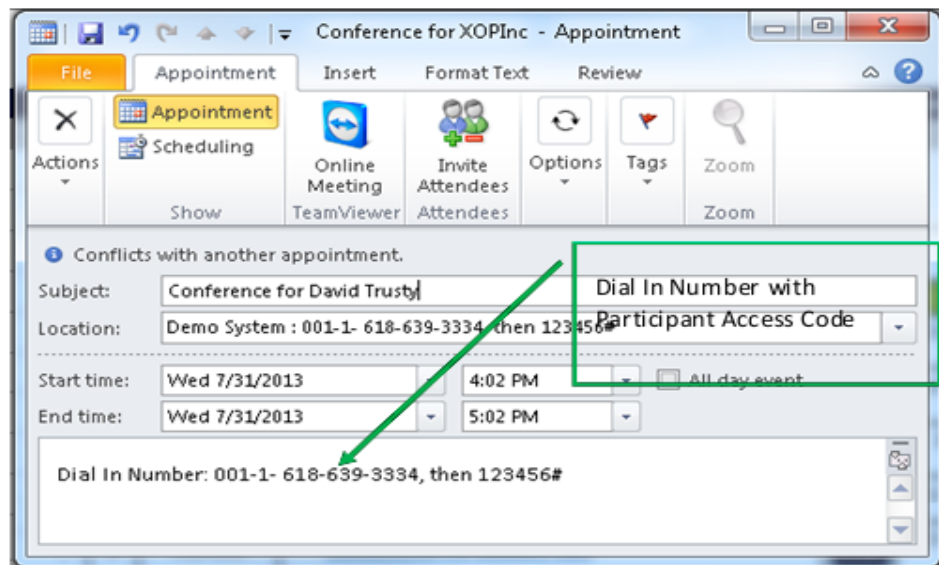 Conference for XOPInc - Appointment
File Appointment Insert Format Text Review
Actions
Appointment
Scheduling
Show
Online Meeting
TeamViewer
Invite Attendees
Attendees
Options
Tags
Zoom
Zoom
Conflicts with another appointment.
Subject: Conference for David Trusty
Location: Demo System : 001-1- 618-639-3334, then 123456#
Dial In Number with
Participant Access Code
Start time: Wed 7/31/2013 4:02 PM All day event
End time: Wed 7/31/2013 5:02 PM
Dial In Number: 001-1- 618-639-3334, then 123456#